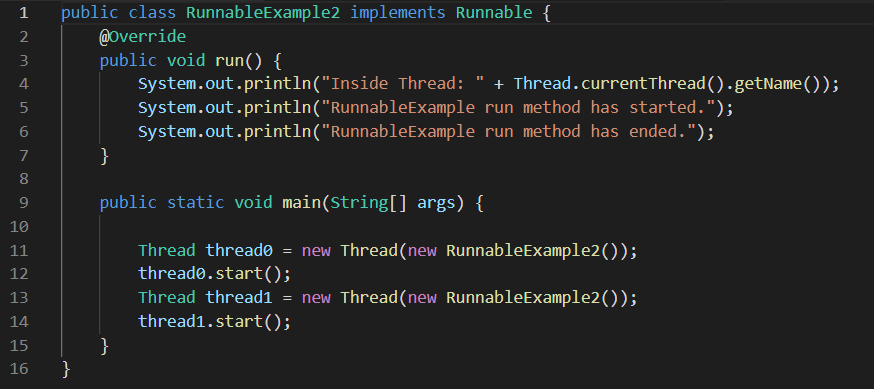 1 public class RunnableExample2 implements Runnable {
2     @Override
3     public void run() {
4         System.out.println("Inside Thread: " + Thread.currentThread().getName());
5         System.out.println("RunnableExample run method has started.");
6         System.out.println("RunnableExample run method has ended.");
7     }
8
9     public static void main(String[] args) {
10
11         Thread thread0 = new Thread(new RunnableExample2());
12         thread0.start();
13         Thread thread1 = new Thread(new RunnableExample2());
14         thread1.start();
15     }
16 }